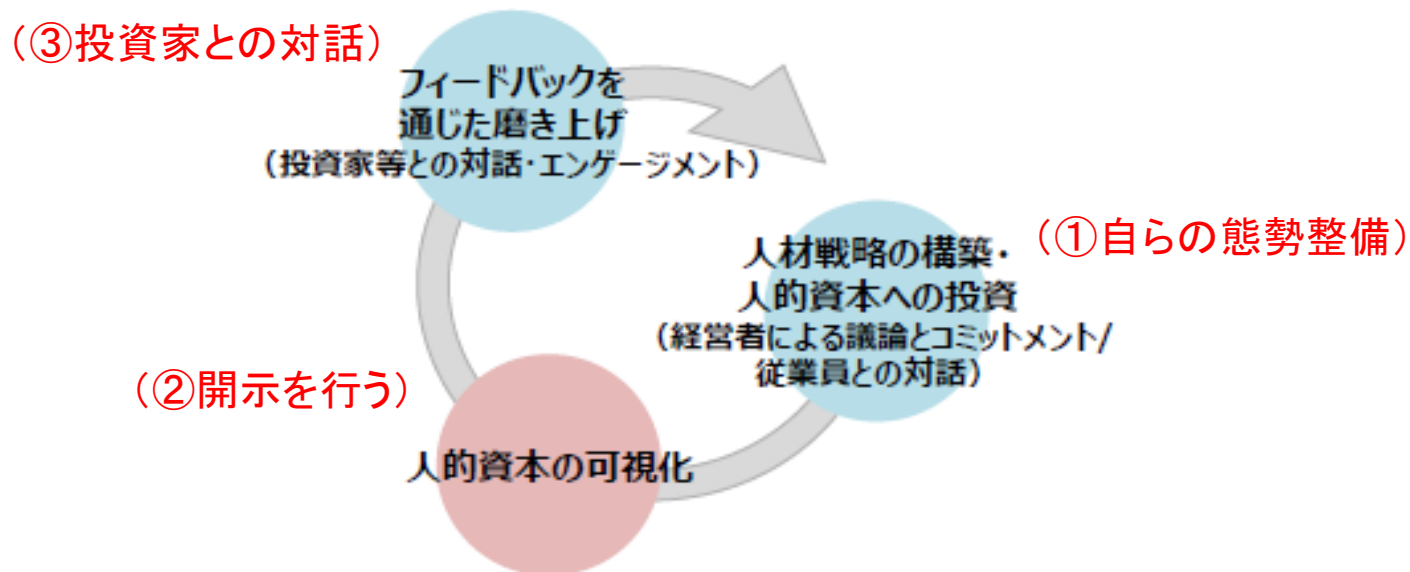 （③投資家との対話）
フィードバックを
通じた磨き上げ
（投資家等との対話・エンゲージメント）
（①自らの態勢整備）
人材戦略の構築・
人的資本への投資
（経営者による議論とコミットメント/
従業員との対話）
（②開示を行う）
人的資本の可視化